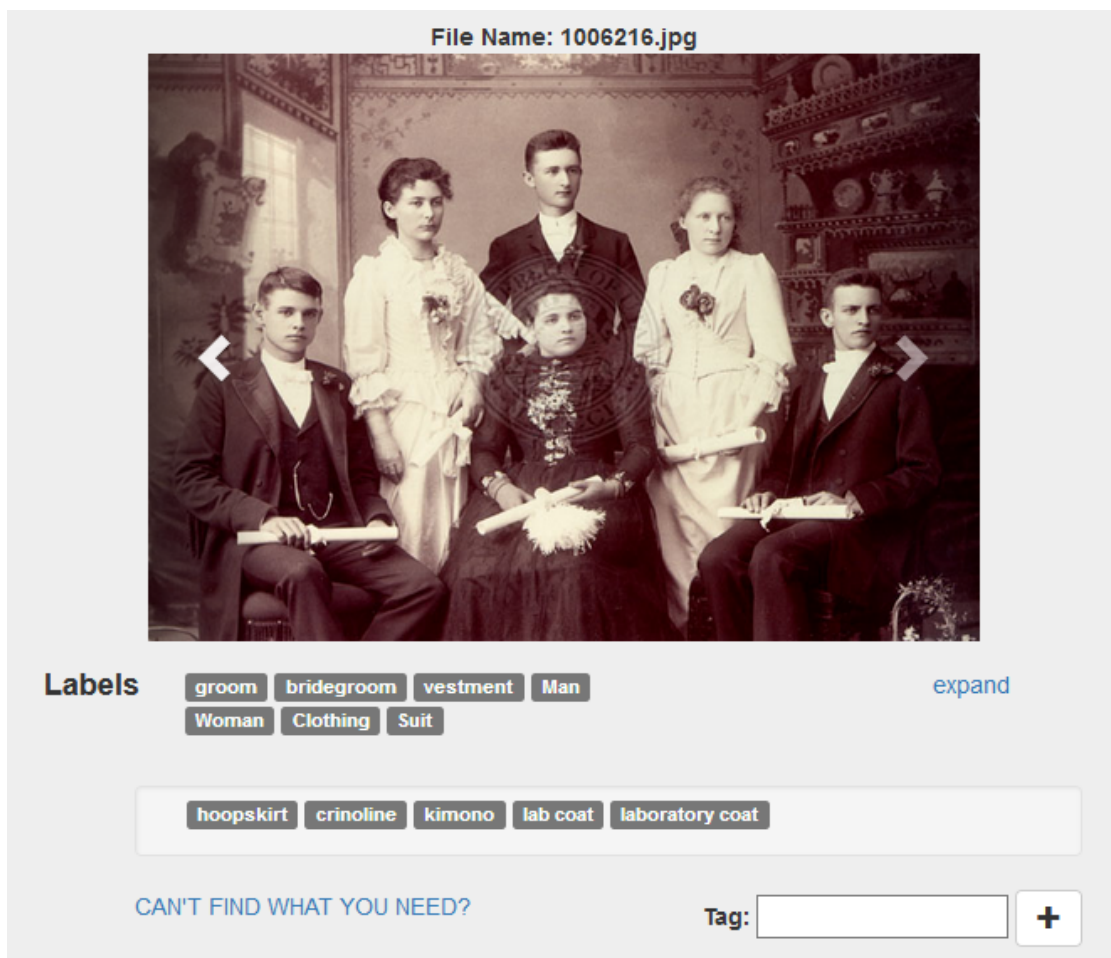 File Name: 1006216.jpg
Labels groom bridegroom vestment Man expand
Woman Clothing Suit
hoopskirt crinoline kimono lab coat laboratory coat
CAN'T FIND WHAT YOU NEED? Tag: +